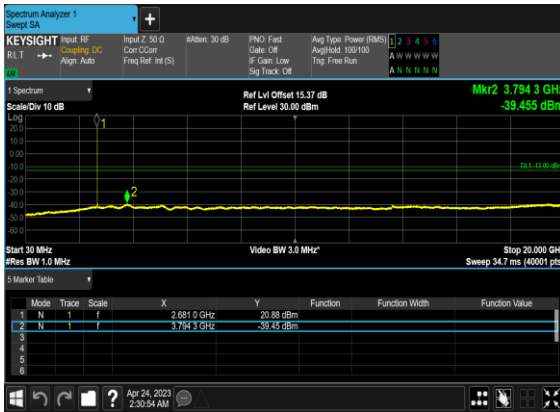 Spectrum Analyzer 1
Swept SA
+
KEYSIGHT
RLT
LXI
Input: RF
Coupling: DC
Align: Auto
Input Z: 50 Ω
Corr CCorr
Freq Ref: Int (S)
#Atten: 30 dB
PNO: Fast
Gate: Off
IF Gain: Low
Sig Track: Off
Avg Type: Power (RMS)
Avg|Hold: 100/100
Trig: Free Run
1 2 3 4 5 6
A W W W W W
A N N N N N
1 Spectrum
Scale/Div 10 dB
Ref Lvl Offset 15.37 dB
Ref Level 30.00 dBm
Mkr2 3.794 3 GHz
-39.455 dBm
Log
20.0
10.0
0.00
-10.0
-20.0
-30.0
-40.0
-50.0
-60.0
1
2
DL1 -13.00 dBm
Start 30 MHz
#Res BW 1.0 MHz
Video BW 3.0 MHz*
Stop 20.000 GHz
Sweep 34.7 ms (40001 pts)
5 Marker Table
Mode Trace Scale X Y Function Function Width Function Value
1 N 1 f 2.681 0 GHz 20.88 dBm
2 N 1 f 3.794 3 GHz -39.45 dBm
3
4
5
6
?
Apr 24, 2023
2:30:54 AM